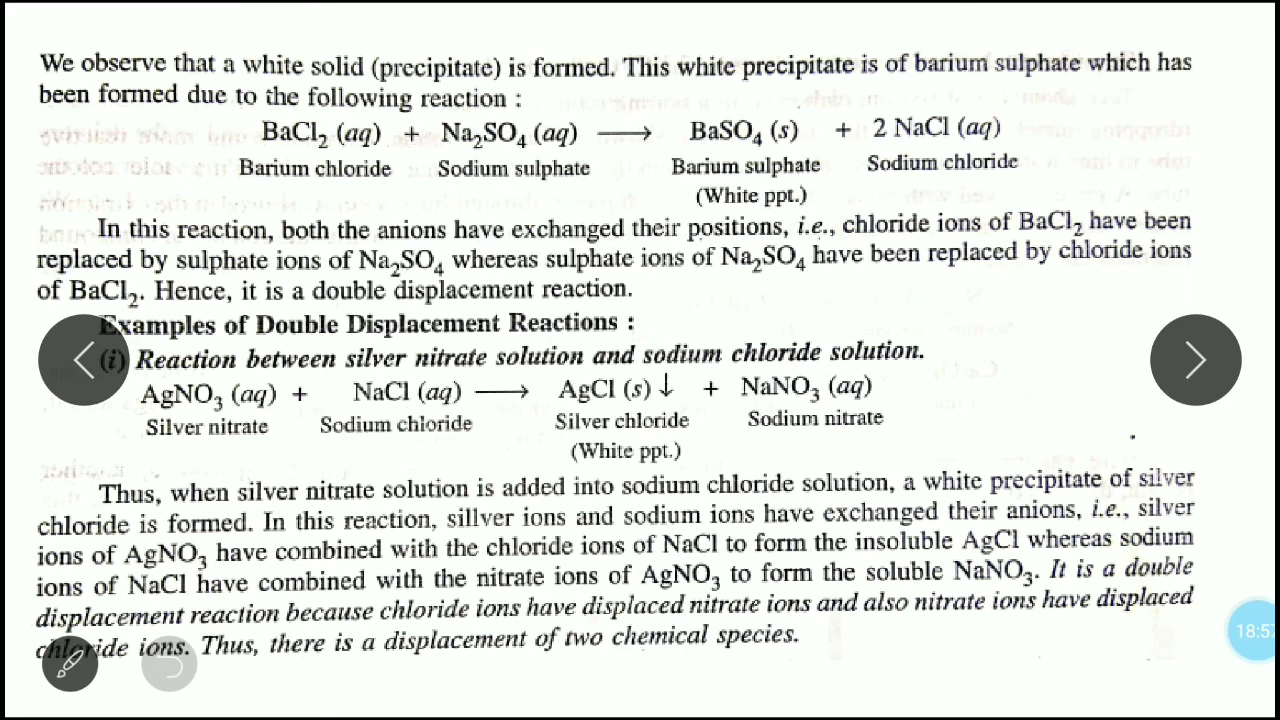 We observe that a white solid (precipitate) is formed. This white precipitate is of barium sulphate which has
been formed due to the following reaction :
BaCl₂ (aq) + Na₂SO₄ (aq) ⟶ BaSO₄ (s) + 2 NaCl (aq)
Barium chloride Sodium sulphate Barium sulphate Sodium chloride
(White ppt.)
In this reaction, both the anions have exchanged their positions, i.e., chloride ions of BaCl₂ have been
replaced by sulphate ions of Na₂SO₄ whereas sulphate ions of Na₂SO₄ have been replaced by chloride ions
of BaCl₂. Hence, it is a double displacement reaction.
Examples of Double Displacement Reactions :
(i) Reaction between silver nitrate solution and sodium chloride solution.
AgNO₃ (aq) + NaCl (aq) ⟶ AgCl (s) ↓ + NaNO₃ (aq)
Silver nitrate Sodium chloride Silver chloride Sodium nitrate
(White ppt.)
Thus, when silver nitrate solution is added into sodium chloride solution, a white precipitate of silver
chloride is formed. In this reaction, sillver ions and sodium ions have exchanged their anions, i.e., silver
ions of AgNO₃ have combined with the chloride ions of NaCl to form the insoluble AgCl whereas sodium
ions of NaCl have combined with the nitrate ions of AgNO₃ to form the soluble NaNO₃. It is a double
displacement reaction because chloride ions have displaced nitrate ions and also nitrate ions have displaced
chloride ions. Thus, there is a displacement of two chemical species.
18:57